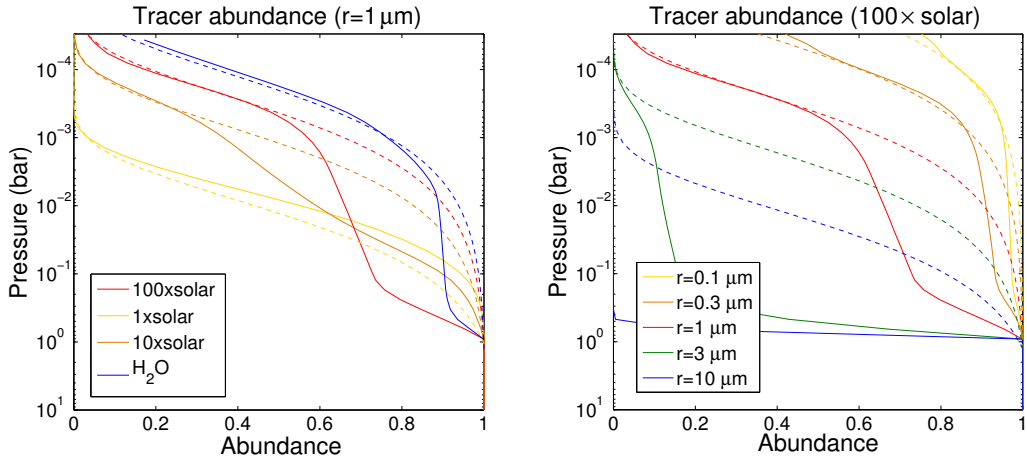 Tracer abundance (r=1 μm)
Pressure (bar)
10⁻⁴
10⁻³
10⁻²
10⁻¹
10⁰
10¹
0 0.2 0.4 0.6 0.8 1
Abundance
100xsolar
1xsolar
10xsolar
H₂O
Tracer abundance (100× solar)
Pressure (bar)
10⁻⁴
10⁻³
10⁻²
10⁻¹
10⁰
10¹
0 0.2 0.4 0.6 0.8 1
Abundance
r=0.1 μm
r=0.3 μm
r=1 μm
r=3 μm
r=10 μm